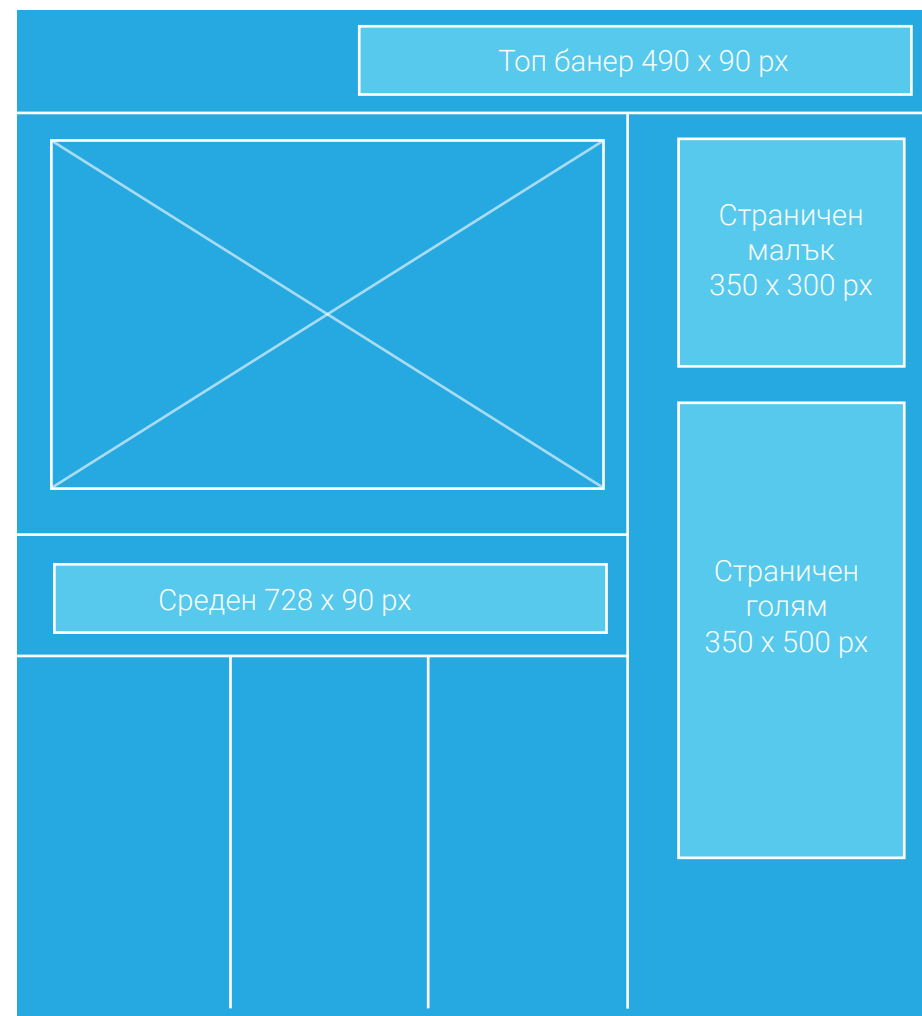 Топ банер 490 x 90 px
Страничен
малък
350 x 300 px
Среден 728 x 90 px
Страничен
голям
350 x 500 px